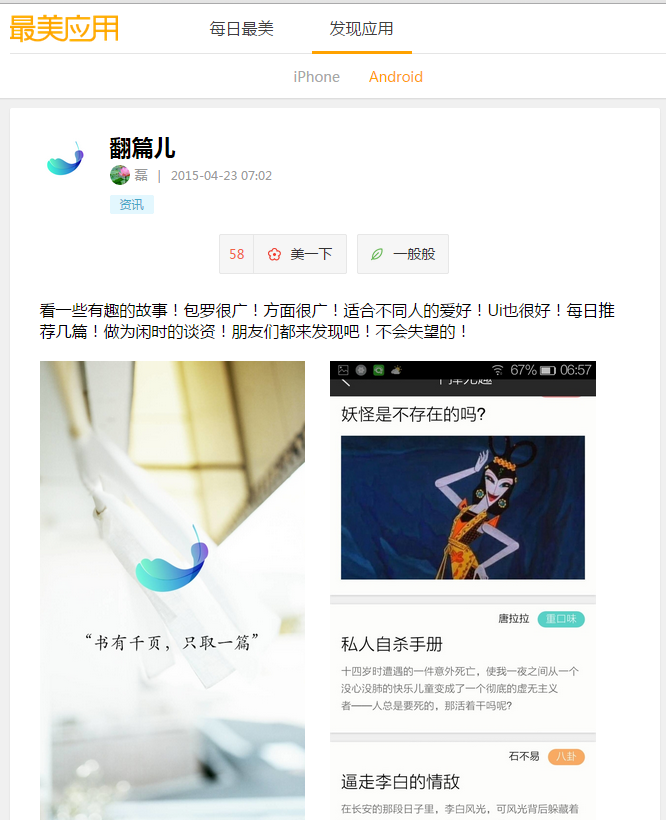 最美应用
每日最美
发现应用
iPhone
Android
翻篇儿
磊 | 2015-04-23 07:02
资讯
58 美一下
一般般
看一些有趣的故事！包罗很广！方面很广！适合不同人的爱好！Ui也很好！每日推
荐几篇！做为闲时的谈资！朋友们都来发现吧！不会失望的！
“书有千页，只取一篇”
67% 06:57
妖怪是不存在的吗?
唐拉拉 重口味
私人自杀手册
十四岁时遭遇的一件意外死亡，使我一夜之间从一个
没心没肺的快乐儿童变成了一个彻底的虚无主义
者——人总是要死的，那活着干吗呢?
石不易 八卦
逼走李白的情敌
在长安的那段日子里，李白风光，可风光背后躲藏着